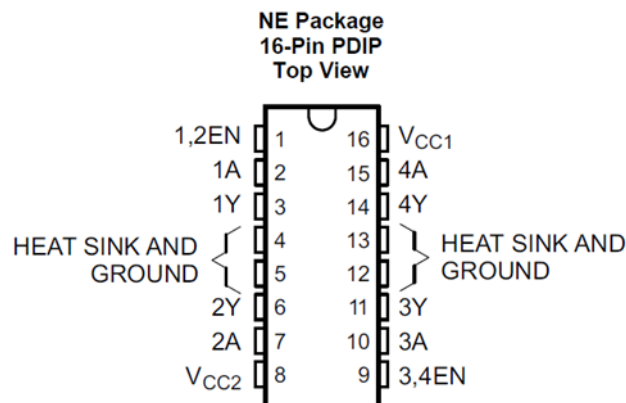 NE Package
16-Pin PDIP
Top View
1,2EN 1 16 VCC1
1A 2 15 4A
1Y 3 14 4Y
4 13
HEAT SINK AND HEAT SINK AND
GROUND GROUND
5 12
2Y 6 11 3Y
2A 7 10 3A
VCC2 8 9 3,4EN